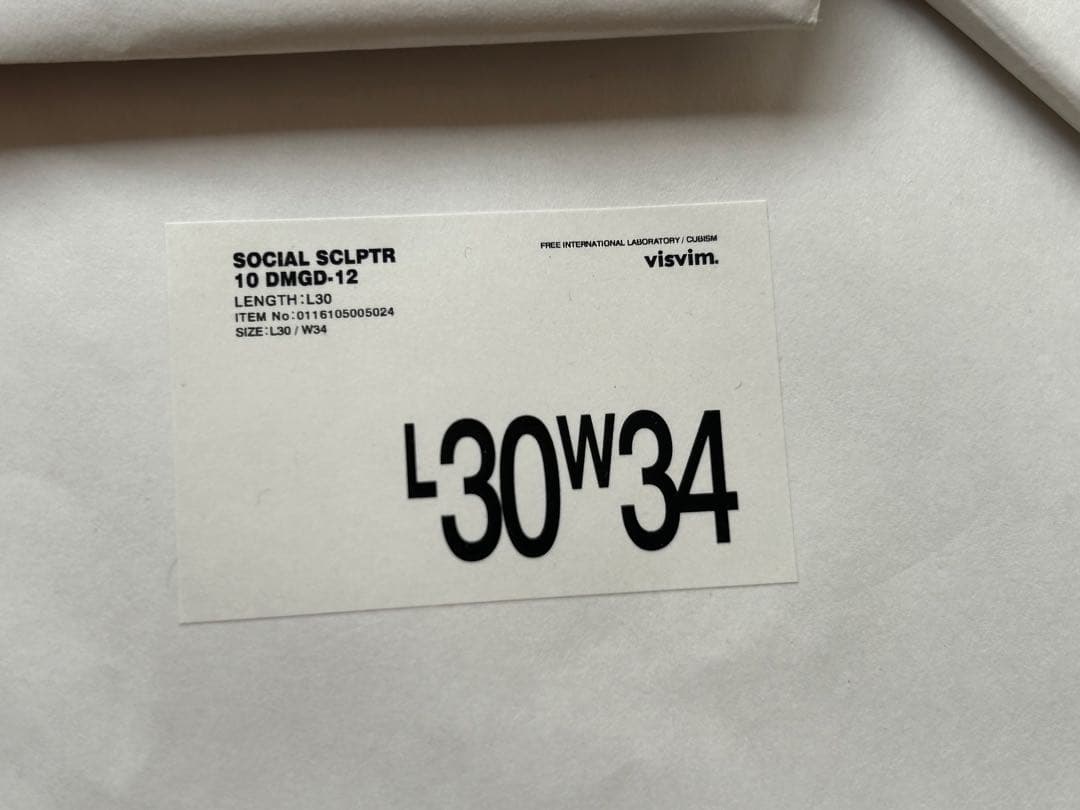 SOCIAL SCLPTR
10 DMGD-12
LENGTH:L30
ITEM No:0116105005024
SIZE:L30 / W34
FREE INTERNATIONAL LABORATORY / CUBISM
visvim.
L30W34